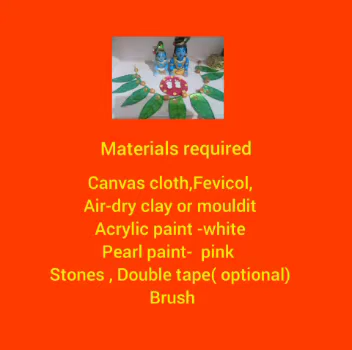 Materials required
Canvas cloth,Fevicol,
Air-dry clay or mouldit
Acrylic paint -white
Pearl paint-  pink
Stones , Double tape( optional)
Brush